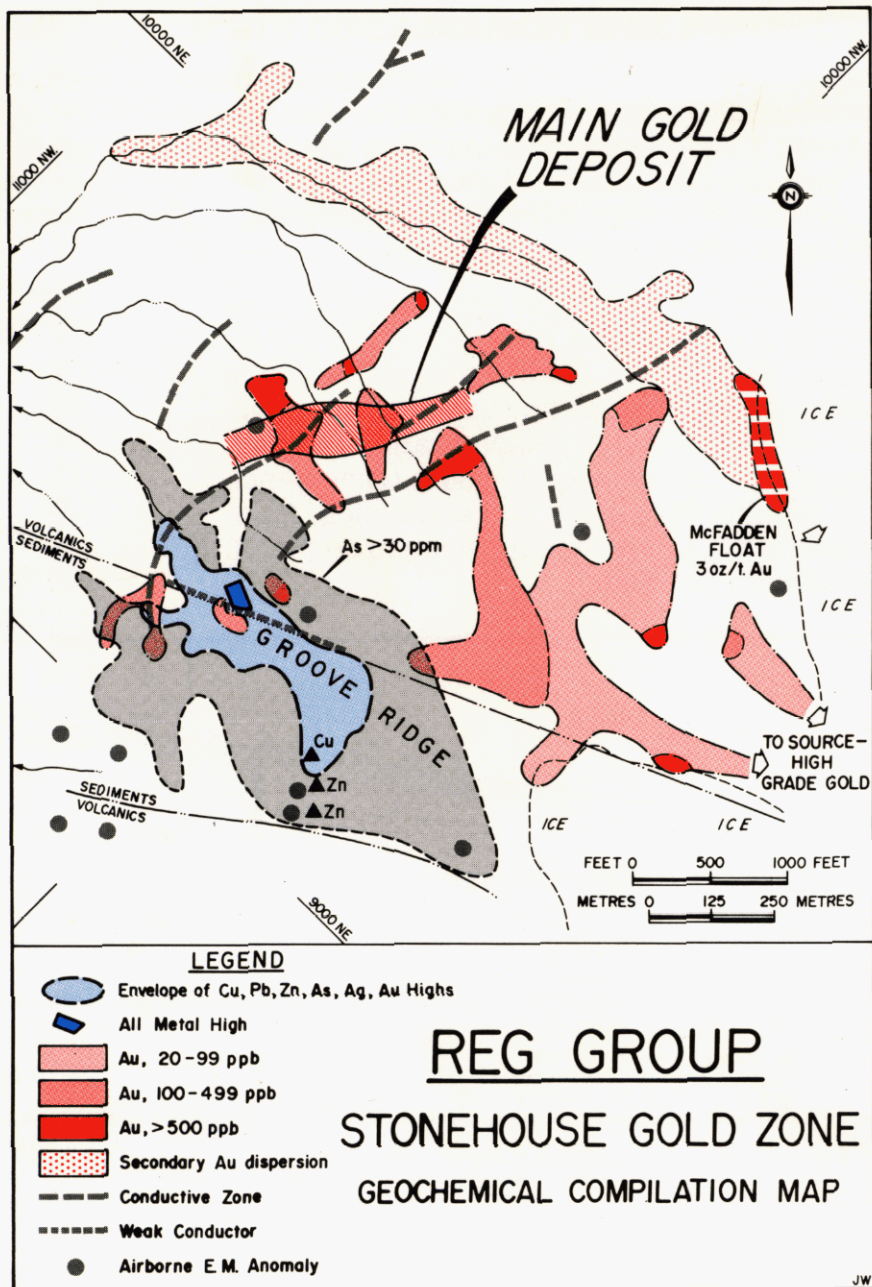 10000 NE.
10000 NW.
11000 NW.
MAIN GOLD
DEPOSIT
N
ICE
McFADDEN
FLOAT
3 oz/t. Au
As >30 ppm
VOLCANICS
SEDIMENTS
ICE
GROOVE
RIDGE
Cu
Zn
Zn
TO SOURCE-
HIGH
GRADE GOLD
SEDIMENTS
VOLCANICS
ICE
ICE
FEET 0 500 1000 FEET
METRES 0 125 250 METRES
9000 NE.
LEGEND
Envelope of Cu, Pb, Zn, As, Ag, Au Highs
All Metal High
Au, 20-99 ppb
Au, 100-499 ppb
Au, >500 ppb
Secondary Au dispersion
Conductive Zone
Weak Conductor
Airborne E.M. Anomaly
REG GROUP
STONEHOUSE GOLD ZONE
GEOCHEMICAL COMPILATION MAP
JW